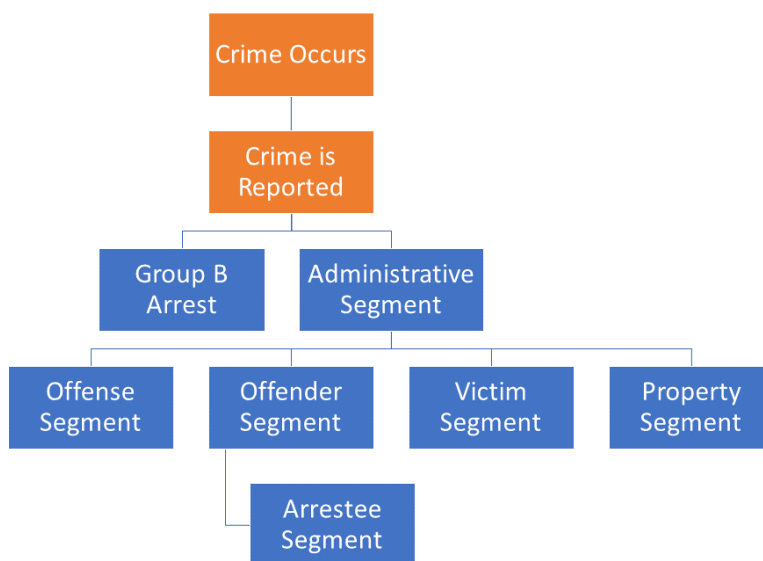 Crime Occurs
Crime is
Reported
Group B
Arrest
Administrative
Segment
Offense
Segment
Offender
Segment
Victim
Segment
Property
Segment
Arrestee
Segment